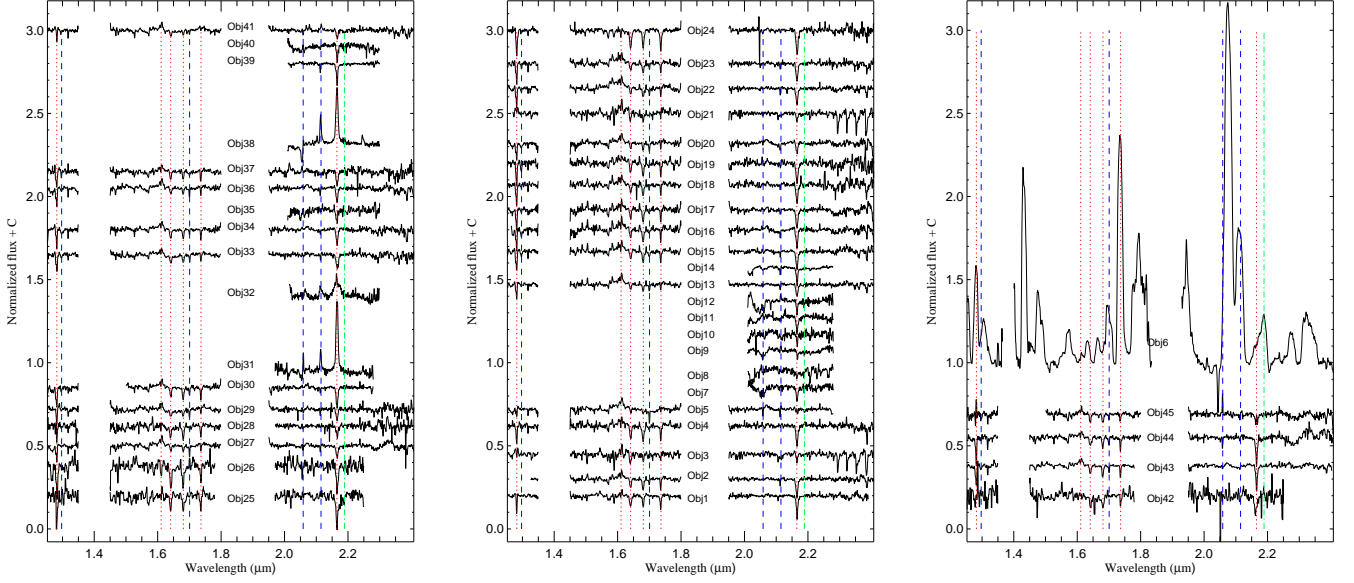 Normalized flux + C
3.0
2.5
2.0
1.5
1.0
0.5
0.0
Obj41
Obj40
Obj39
Obj38
Obj37
Obj36
Obj35
Obj34
Obj33
Obj32
Obj31
Obj30
Obj29
Obj28
Obj27
Obj26
Obj25
1.4 1.6 1.8 2.0 2.2
Wavelength (μm)
Normalized flux + C
3.0
2.5
2.0
1.5
1.0
0.5
0.0
Obj24
Obj23
Obj22
Obj21
Obj20
Obj19
Obj18
Obj17
Obj16
Obj15
Obj14
Obj13
Obj12
Obj11
Obj10
Obj9
Obj8
Obj7
Obj5
Obj4
Obj3
Obj2
Obj1
1.4 1.6 1.8 2.0 2.2
Wavelength (μm)
Normalized flux + C
3.0
2.5
2.0
1.5
1.0
0.5
0.0
Obj6
Obj45
Obj44
Obj43
Obj42
1.4 1.6 1.8 2.0 2.2
Wavelength (μm)